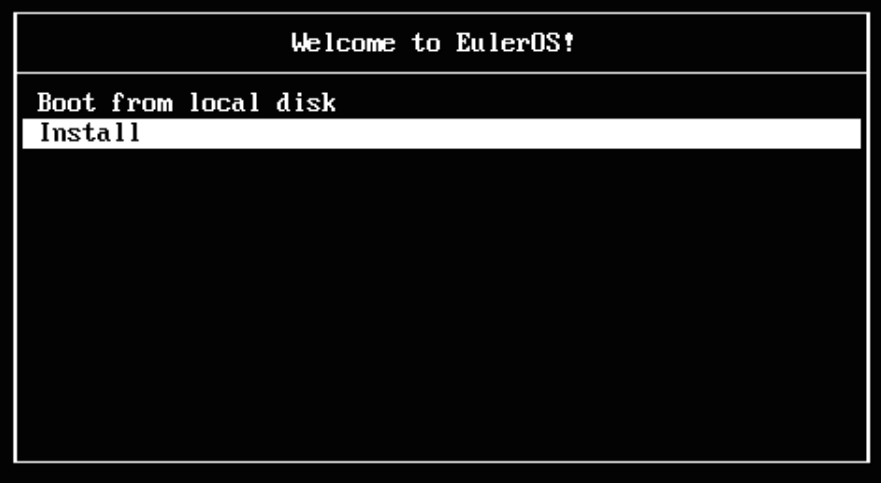 Welcome to EulerOS!
Boot from local disk
Install